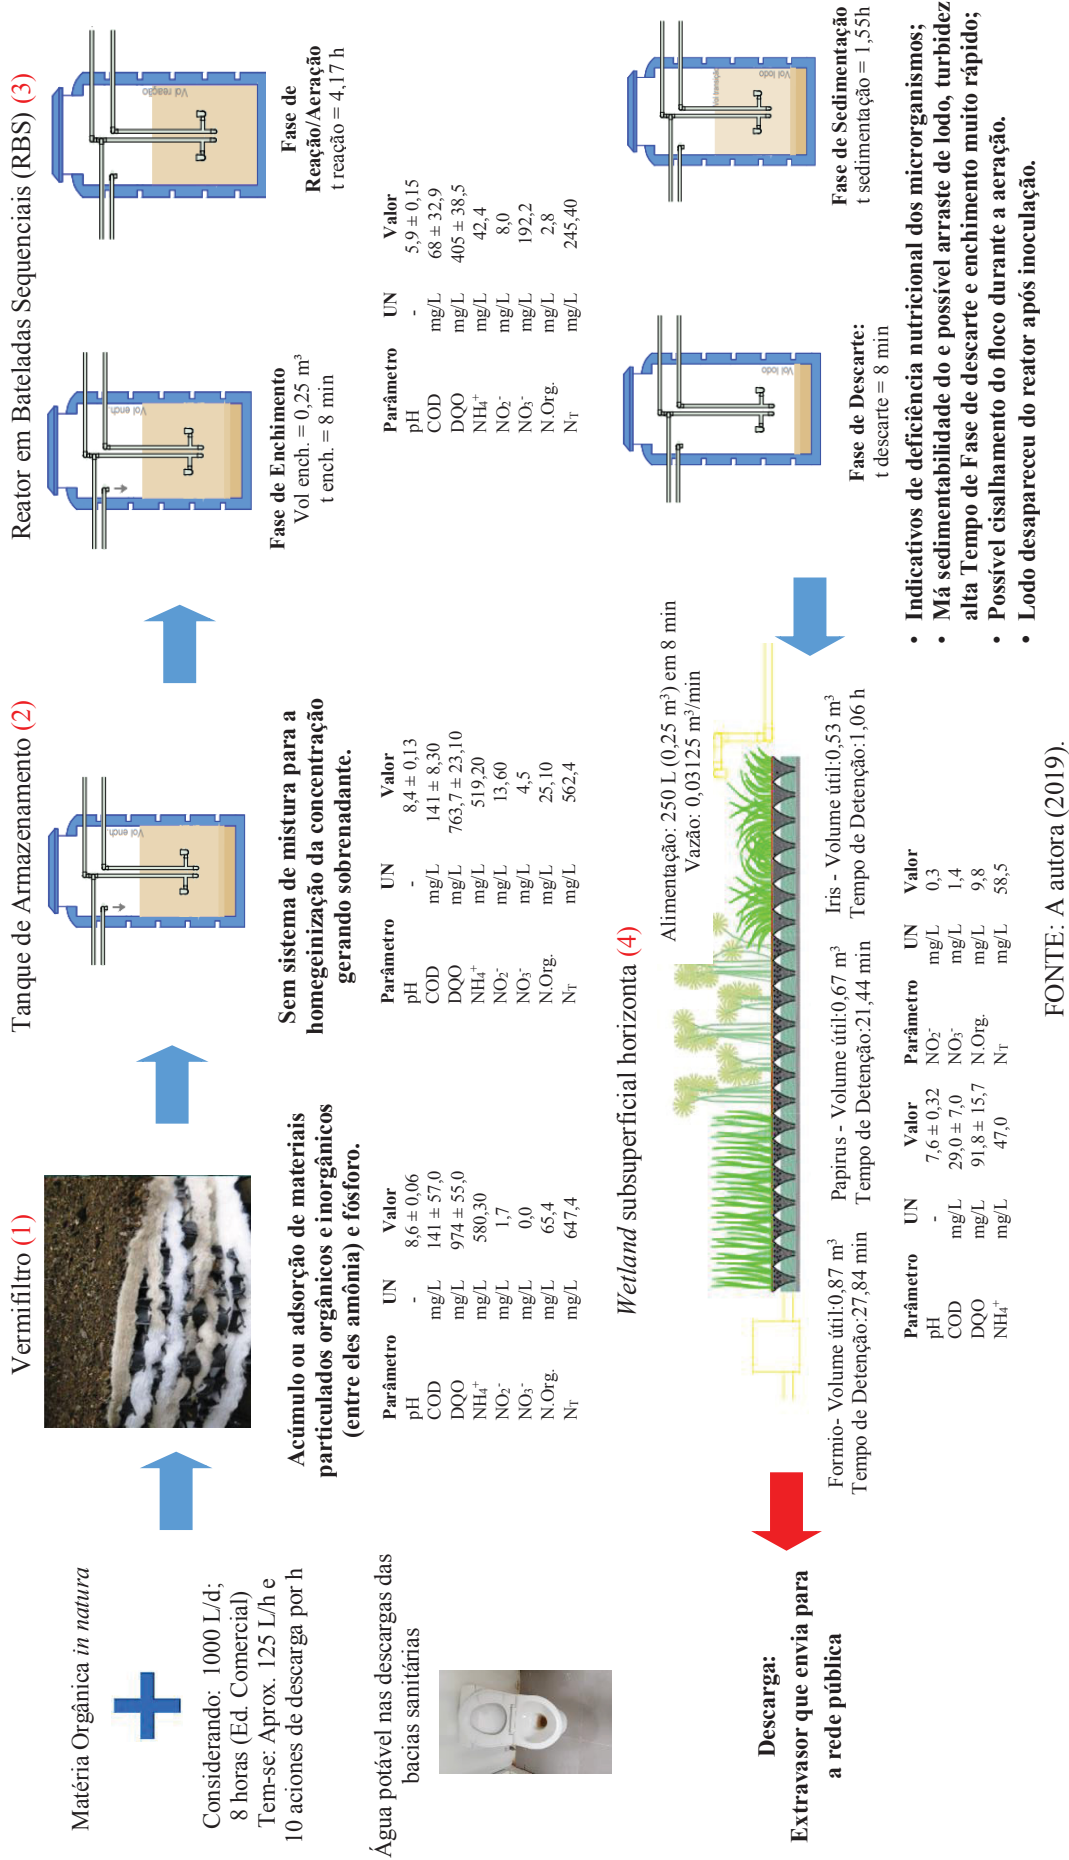 Matéria Orgânica in natura
Considerando: 1000 L/d;
8 horas (Ed. Comercial)
Tem-se: Aprox. 125 L/h e
10 aciones de descarga por h
Água potável nas descargas das
bacias sanitárias
Vermifiltro (1)
Acúmulo ou adsorção de materiais
particulados orgânicos e inorgânicos
(entre eles amônia) e fósforo.
Parâmetro UN Valor
pH - 8,6 ± 0,06
COD mg/L 141 ± 57,0
DQO mg/L 974 ± 55,0
NH₄⁺ mg/L 580,30
NO₂⁻ mg/L 1,7
NO₃⁻ mg/L 0,0
N.Org. mg/L 65,4
N_T mg/L 647,4
Tanque de Armazenamento (2)
Vol ench.
Sem sistema de mistura para a
homegeinização da concentração
gerando sobrenadante.
Parâmetro UN Valor
pH - 8,4 ± 0,13
COD mg/L 141 ± 8,30
DQO mg/L 763,7 ± 23,10
NH₄⁺ mg/L 519,20
NO₂⁻ mg/L 13,60
NO₃⁻ mg/L 4,5
N.Org. mg/L 25,10
N_T mg/L 562,4
Reator em Bateladas Sequenciais (RBS) (3)
Vol ench.
Fase de Enchimento
Vol ench. = 0,25 m³
t ench. = 8 min
Vol reação
Fase de
Reação/Aeração
t reação = 4,17 h
Parâmetro UN Valor
pH - 5,9 ± 0,15
COD mg/L 68 ± 32,9
DQO mg/L 405 ± 38,5
NH₄⁺ mg/L 42,4
NO₂⁻ mg/L 8,0
NO₃⁻ mg/L 192,2
N.Org. mg/L 2,8
N_T mg/L 245,40
Vol transição
Vol lodo
Fase de Sedimentação
t sedimentação = 1,55h
Vol lodo
Fase de Descarte:
t descarte = 8 min
• Indicativos de deficiência nutricional dos microrganismos;
• Má sedimentabilidade do e possível arraste de lodo, turbidez
alta Tempo de Fase de descarte e enchimento muito rápido;
• Possível cisalhamento do floco durante a aeração.
• Lodo desapareceu do reator após inoculação.
Wetland subsuperficial horizonta (4)
Alimentação: 250 L (0,25 m³) em 8 min
Vazão: 0,03125 m³/min
Formio- Volume útil:0,87 m³
Tempo de Detenção:27,84 min
Papirus - Volume útil:0,67 m³
Tempo de Detenção:21,44 min
Iris - Volume útil:0,53 m³
Tempo de Detenção:1,06 h
Parâmetro UN Valor Parâmetro UN Valor
pH - 7,6 ± 0,32 NO₂⁻ mg/L 0,3
COD mg/L 29,0 ± 7,0 NO₃⁻ mg/L 1,4
DQO mg/L 91,8 ± 15,7 N.Org. mg/L 9,8
NH₄⁺ mg/L 47,0 N_T mg/L 58,5
Descarga:
Extravasor que envia para
a rede pública
FONTE: A autora (2019).